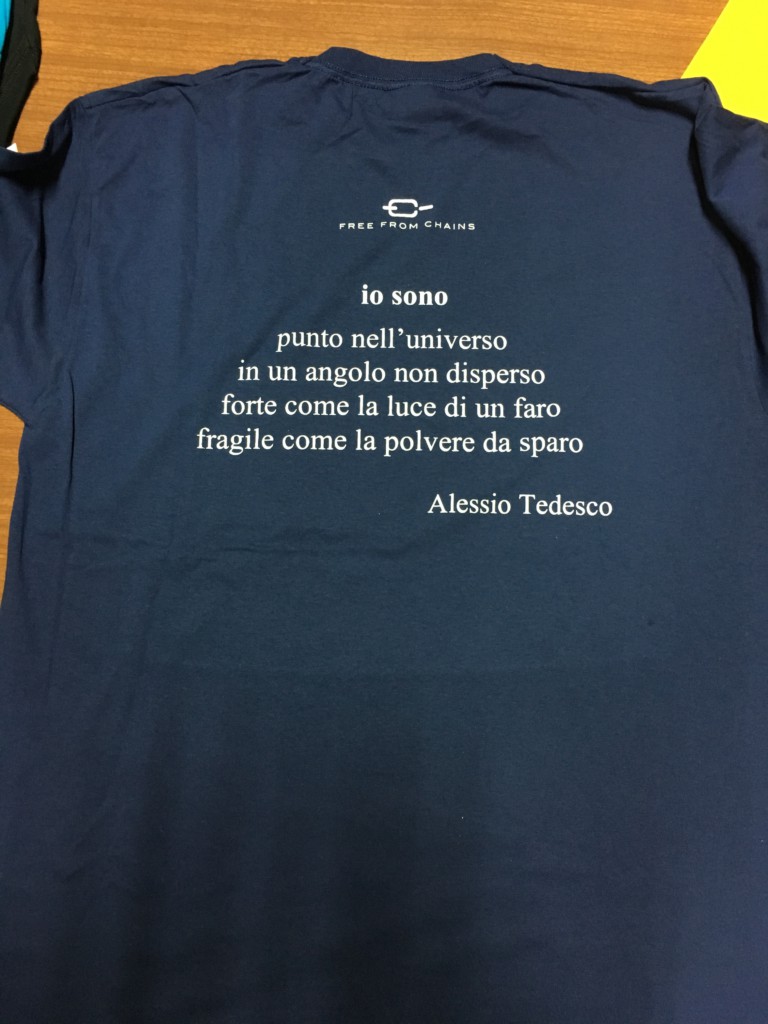 FREE FROM CHAINS
io sono
punto nell’universo
in un angolo non disperso
forte come la luce di un faro
fragile come la polvere da sparo
Alessio Tedesco